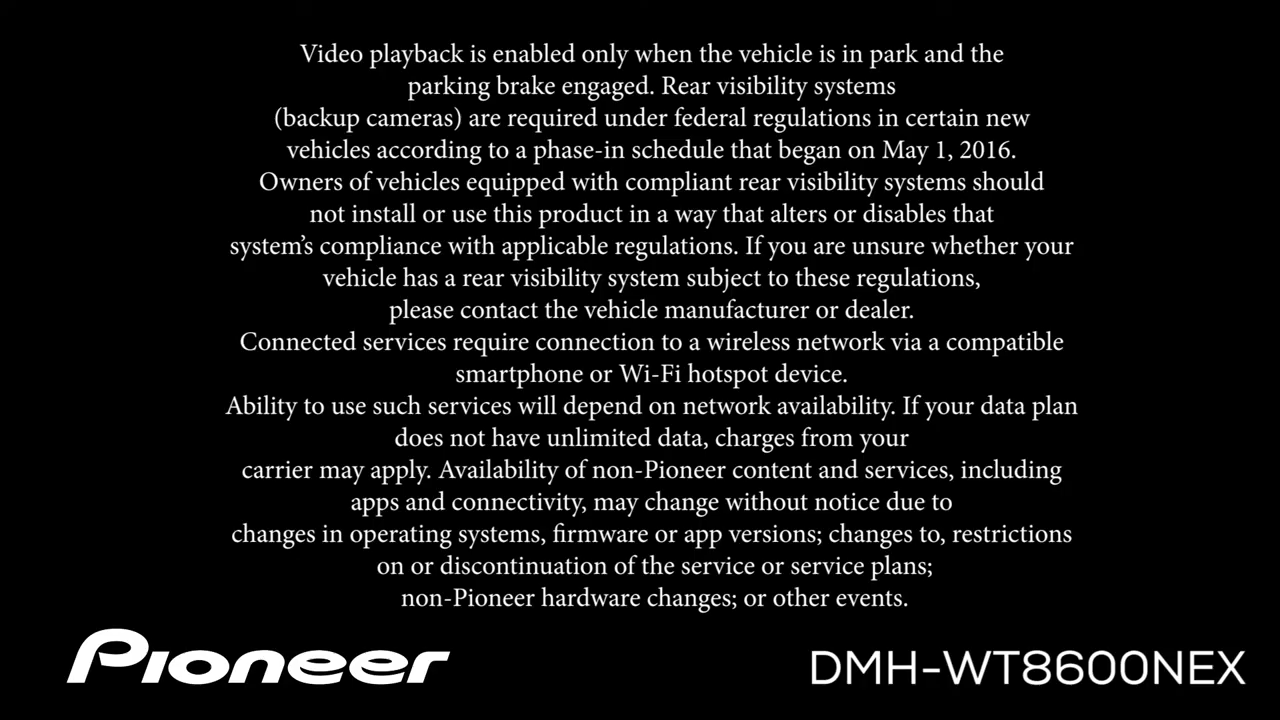 Video playback is enabled only when the vehicle is in park and the
parking brake engaged. Rear visibility systems
(backup cameras) are required under federal regulations in certain new
vehicles according to a phase-in schedule that began on May 1, 2016.
Owners of vehicles equipped with compliant rear visibility systems should
not install or use this product in a way that alters or disables that
system’s compliance with applicable regulations. If you are unsure whether your
vehicle has a rear visibility system subject to these regulations,
please contact the vehicle manufacturer or dealer.
Connected services require connection to a wireless network via a compatible
smartphone or Wi-Fi hotspot device.
Ability to use such services will depend on network availability. If your data plan
does not have unlimited data, charges from your
carrier may apply. Availability of non-Pioneer content and services, including
apps and connectivity, may change without notice due to
changes in operating systems, firmware or app versions; changes to, restrictions
on or discontinuation of the service or service plans;
non-Pioneer hardware changes; or other events.
Pioneer
DMH-WT8600NEX